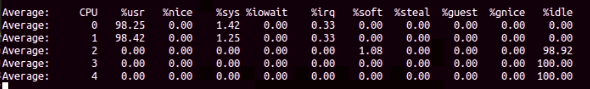 Average: CPU %usr %nice %sys %iowait %irq %soft %steal %guest %gnice %idle
Average: 0 98.25 0.00 1.42 0.00 0.33 0.00 0.00 0.00 0.00 0.00
Average: 1 98.42 0.00 1.25 0.00 0.33 0.00 0.00 0.00 0.00 0.00
Average: 2 0.00 0.00 0.00 0.00 0.00 1.08 0.00 0.00 0.00 98.92
Average: 3 0.00 0.00 0.00 0.00 0.00 0.00 0.00 0.00 0.00 100.00
Average: 4 0.00 0.00 0.00 0.00 0.00 0.00 0.00 0.00 0.00 100.00